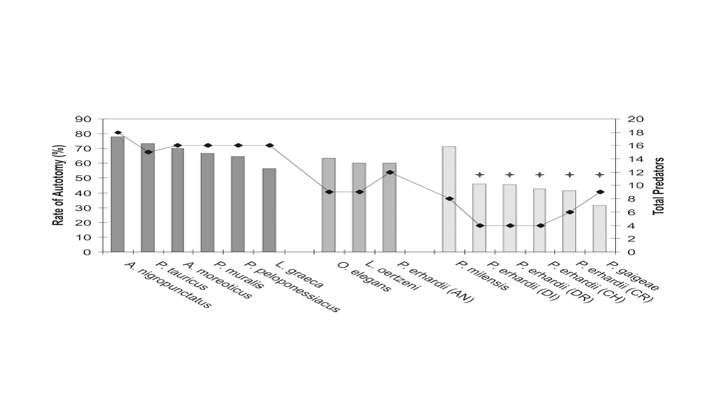 90
80
70
60
50
40
30
20
10
0
Rate of Autotomy (%)
20
18
16
14
12
10
8
6
4
2
0
Total Predators
A. nigropunctatus
P. tauricus
A. moreoticus
P. muralis
P. peloponessiacus
L. graeca
O. elegans
L. oertzeni
P. erhardii (AN)
P. milensis
P. erhardii (DI)
P. erhardii (DR)
P. erhardii (CH)
P. erhardii (CR)
P. gaigeae